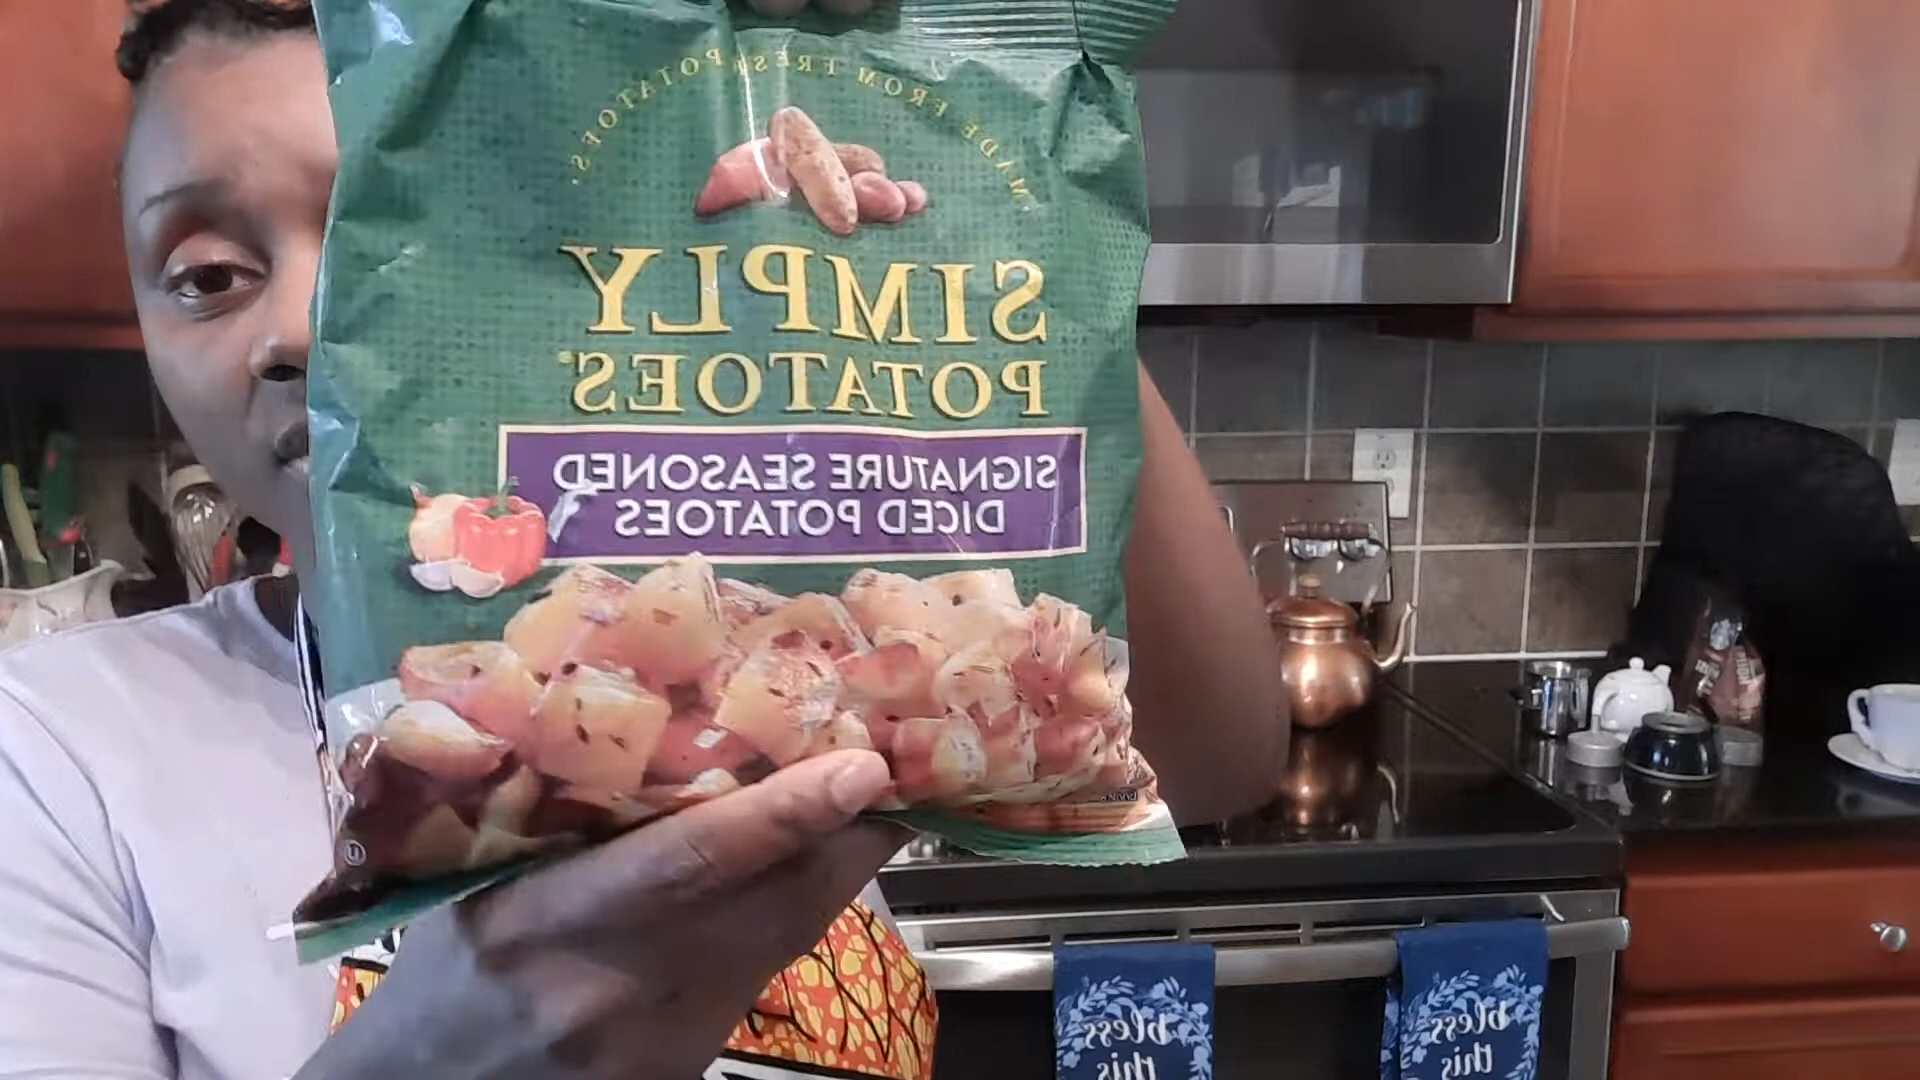 MADE FROM FRESH POTATOES
SIMPLY
POTATOES®
SIGNATURE SEASONED
DICED POTATOES
bless
this
bless
this